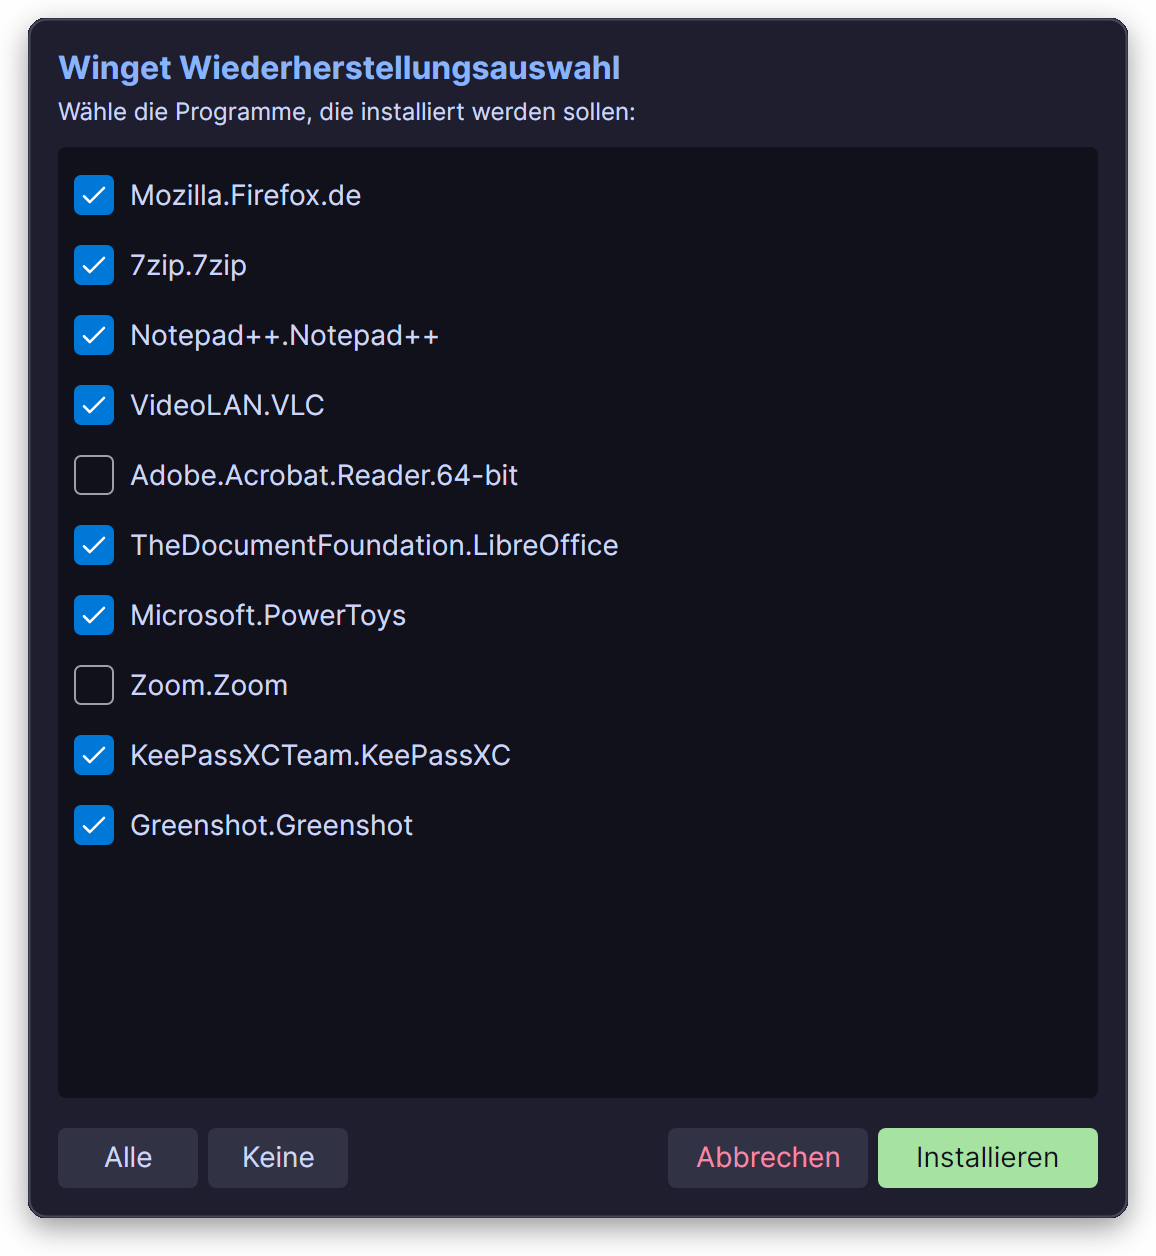 Winget Wiederherstellungsauswahl
Wähle die Programme, die installiert werden sollen:
Mozilla.Firefox.de
7zip.7zip
Notepad++.Notepad++
VideoLAN.VLC
Adobe.Acrobat.Reader.64-bit
TheDocumentFoundation.LibreOffice
Microsoft.PowerToys
Zoom.Zoom
KeePassXCTeam.KeePassXC
Greenshot.Greenshot
Alle Keine Abbrechen Installieren